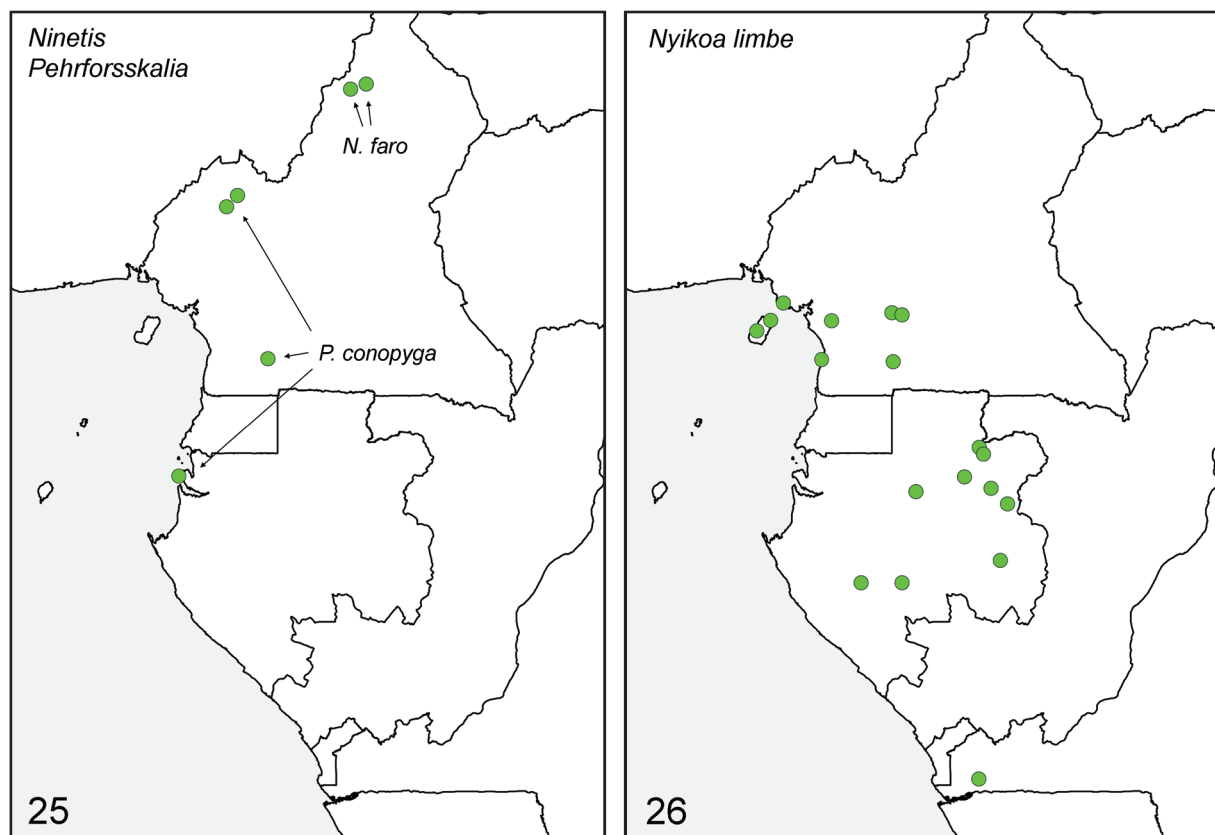 Ninetis
Pehrforsskalia
N. faro
P. conopyga
25
Nyikoa limbe
26